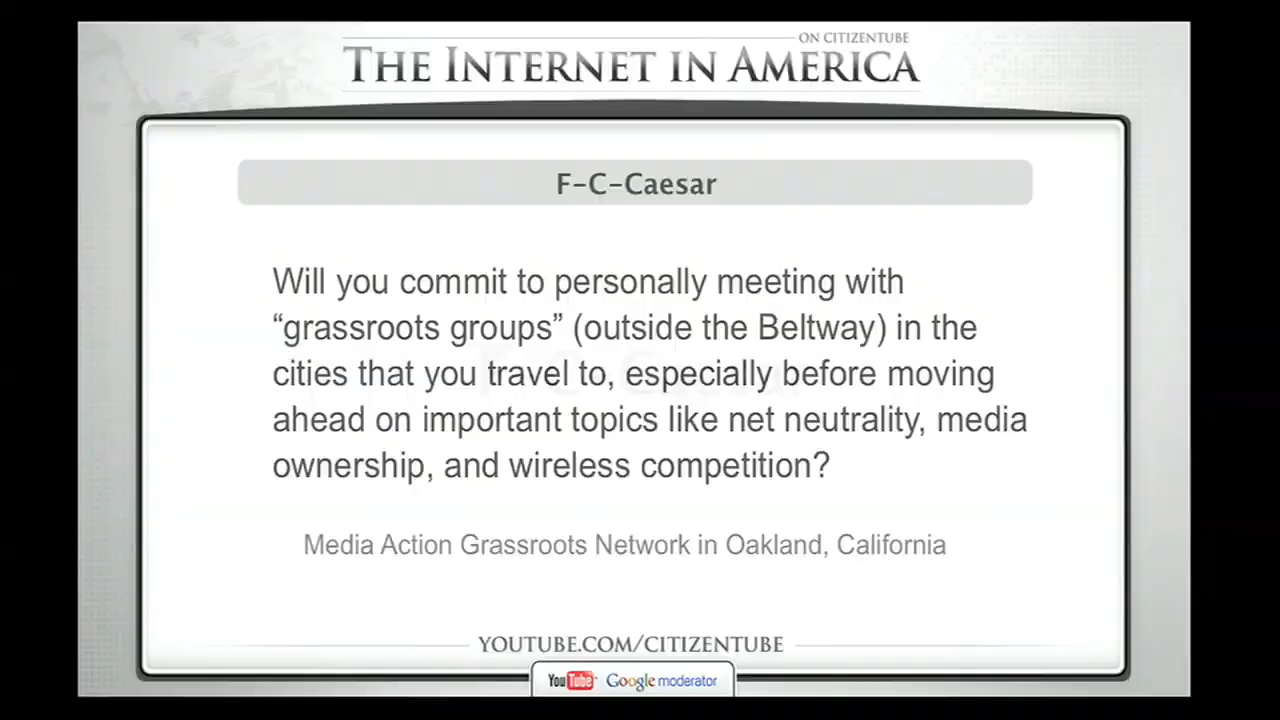 ON CITIZENTUBE
THE INTERNET IN AMERICA
F-C-Caesar
Will you commit to personally meeting with
“grassroots groups” (outside the Beltway) in the
cities that you travel to, especially before moving
ahead on important topics like net neutrality, media
ownership, and wireless competition?
Media Action Grassroots Network in Oakland, California
YOUTUBE.COM/CITIZENTUBE
YouTube Google moderator